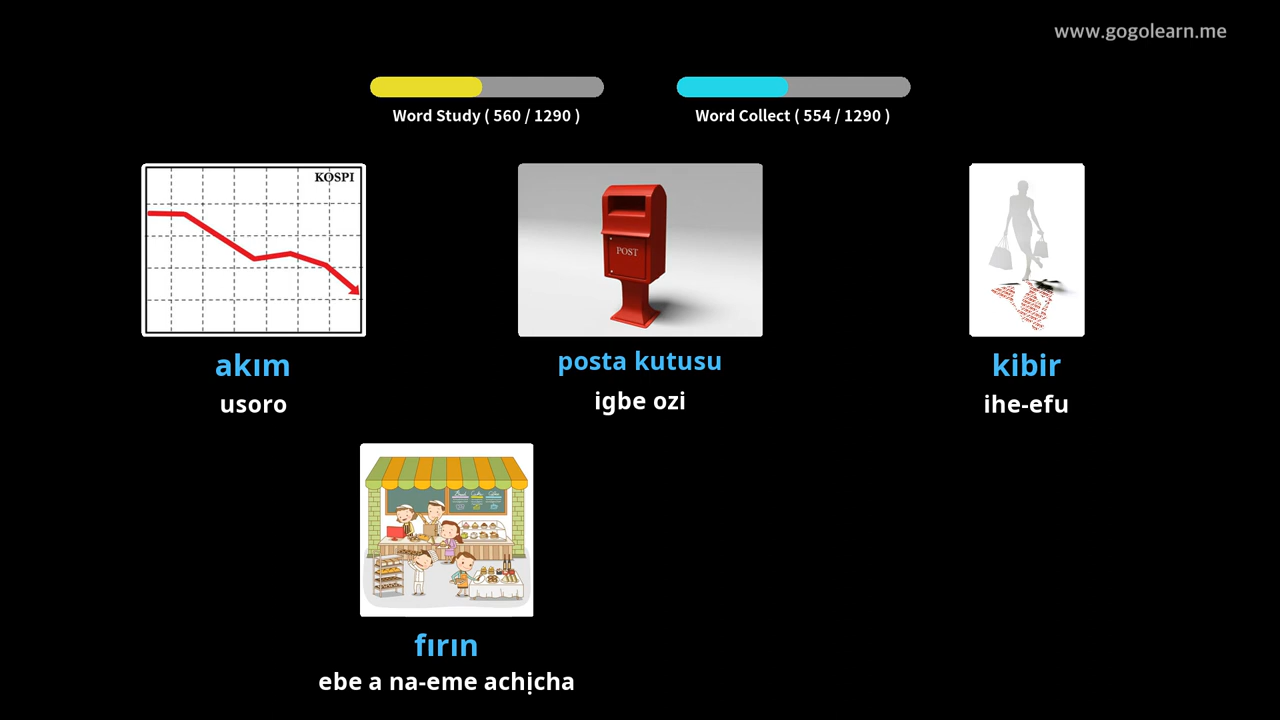 www.gogolearn.me
Word Study ( 560 / 1290 )
Word Collect ( 554 / 1290 )
KOSPI
POST
akım
posta kutusu
kibir
usoro
igbe ozi
ihe-efu
fırın
ebe a na-eme achịcha